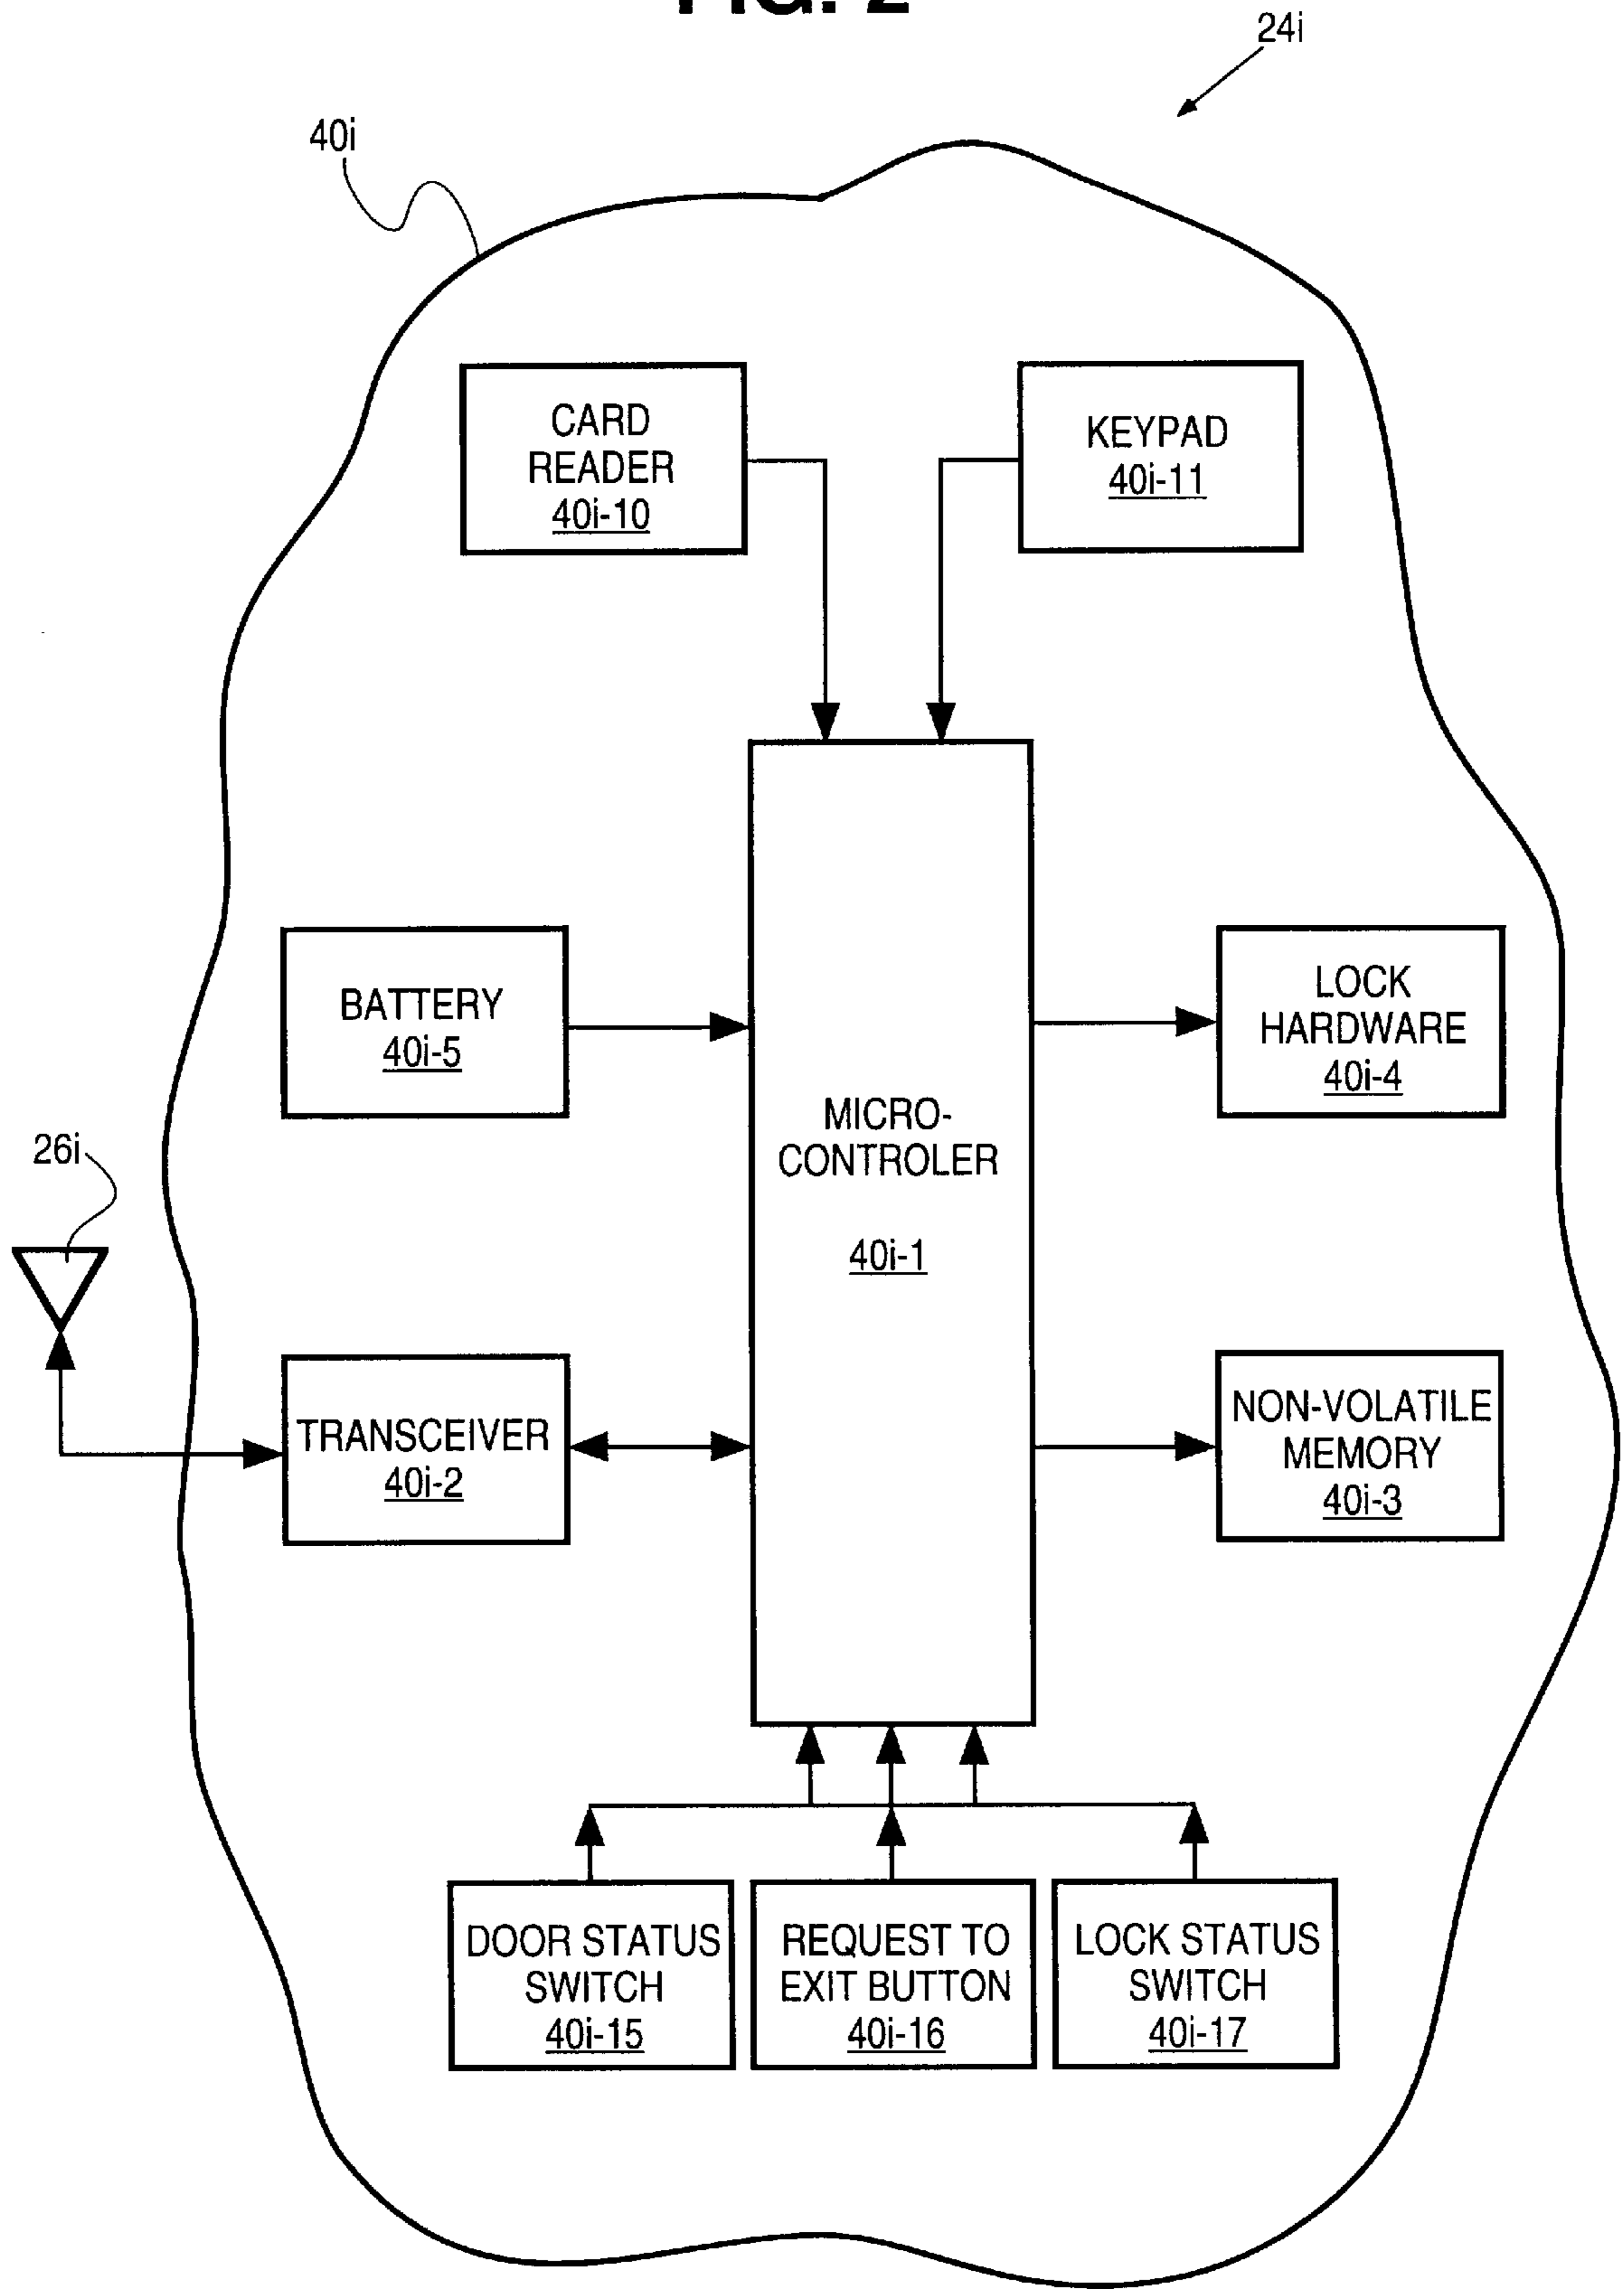 FIG. 2
24i
40i
CARD
READER
40i-10
KEYPAD
40i-11
BATTERY
40i-5
MICRO-
CONTROLER
40i-1
LOCK
HARDWARE
40i-4
26i
TRANSCEIVER
40i-2
NON-VOLATILE
MEMORY
40i-3
DOOR STATUS
SWITCH
40i-15
REQUEST TO
EXIT BUTTON
40i-16
LOCK STATUS
SWITCH
40i-17